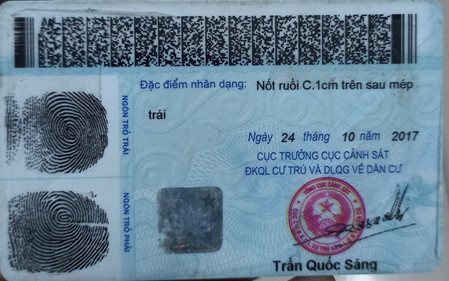 Đặc điểm nhân dạng: Nốt ruồi C.1cm trên sau mép
trái
Ngày 24 tháng 10 năm 2017
CỤC TRƯỞNG CỤC CẢNH SÁT
ĐKQL CƯ TRÚ VÀ DLQG VỀ DÂN CƯ
NGÓN TRỎ TRÁI
NGÓN TRỎ PHẢI
Trần Quốc Sáng